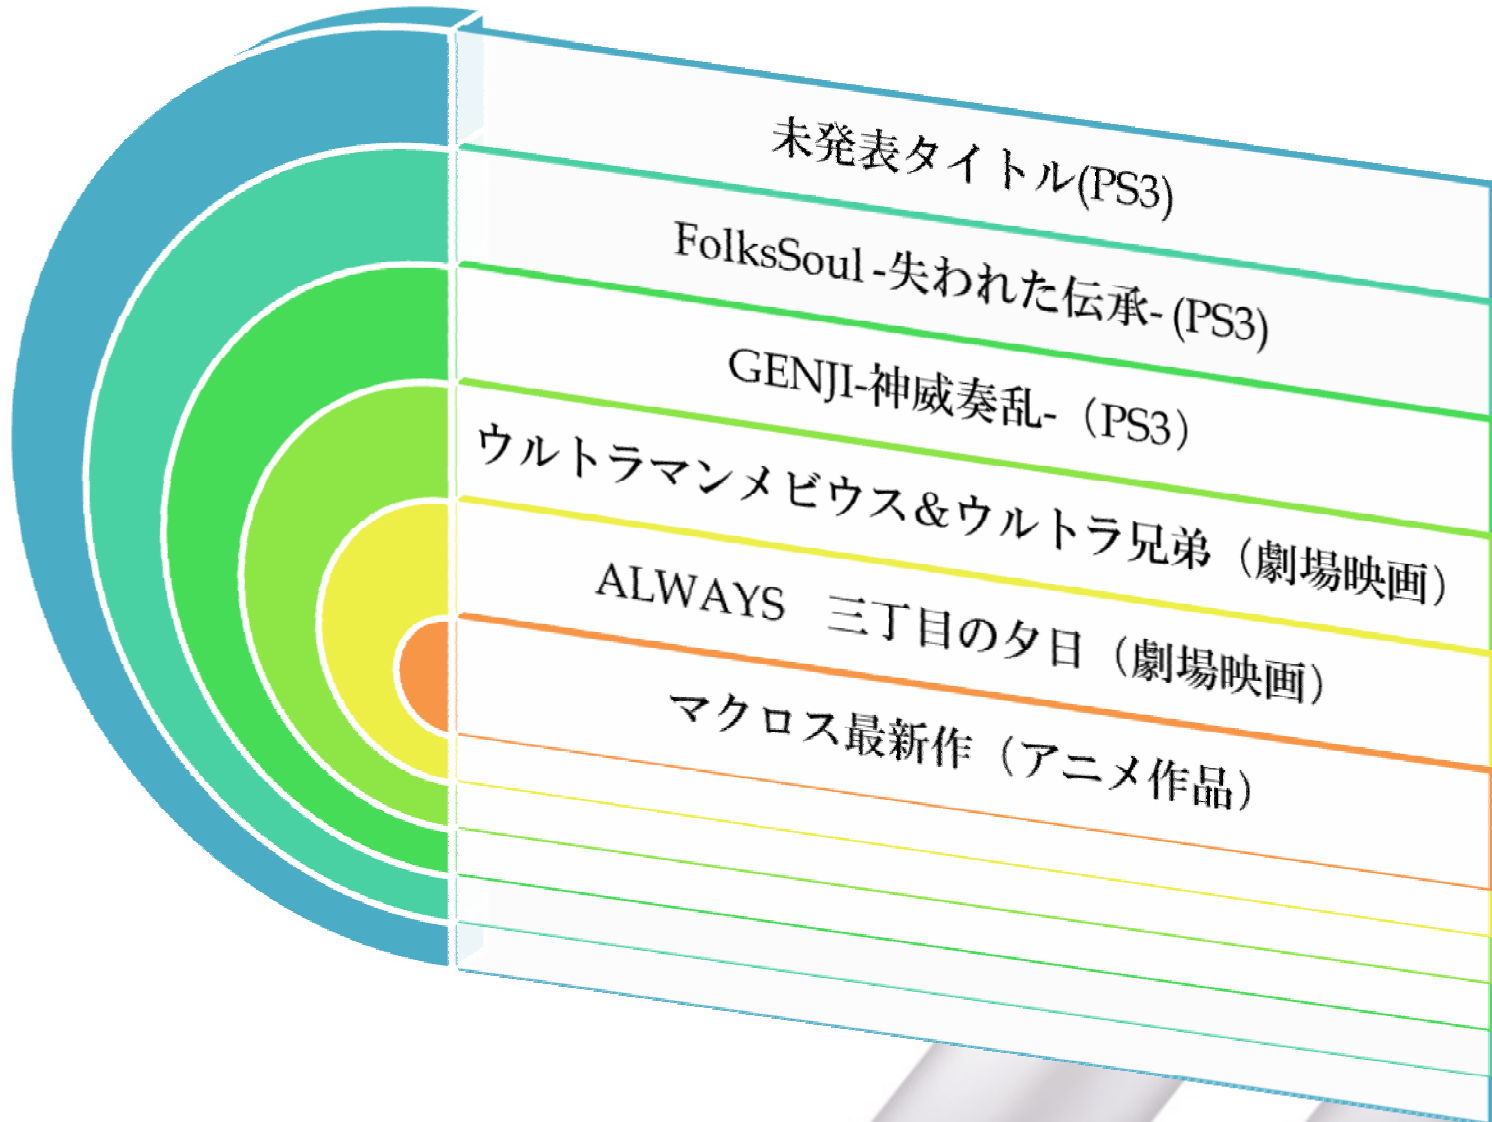 未発表タイトル(PS3)
FolksSoul -失われた伝承- (PS3)
GENJI-神威奏乱-（PS3）
ウルトラマンメビウス&ウルトラ兄弟（劇場映画）
ALWAYS　三丁目の夕日（劇場映画）
マクロス最新作（アニメ作品）